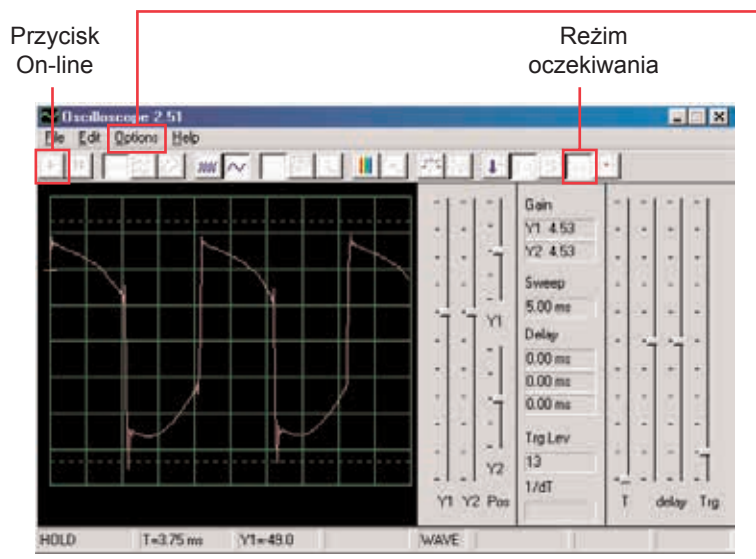 Przycisk
On-line
Reżim
oczekiwania
Oscilloscope 2.51
File Edit Options Help
Gain
Y1 4.53
Y2 4.53
Sweep
5.00 ms
Y1
Delay
0.00 ms
0.00 ms
0.00 ms
Trg Lev
13
Y2
1/dT
Y1 Y2 Pos
T delay Trg
HOLD T=3.75 ms Y1=-49.0 WAVE